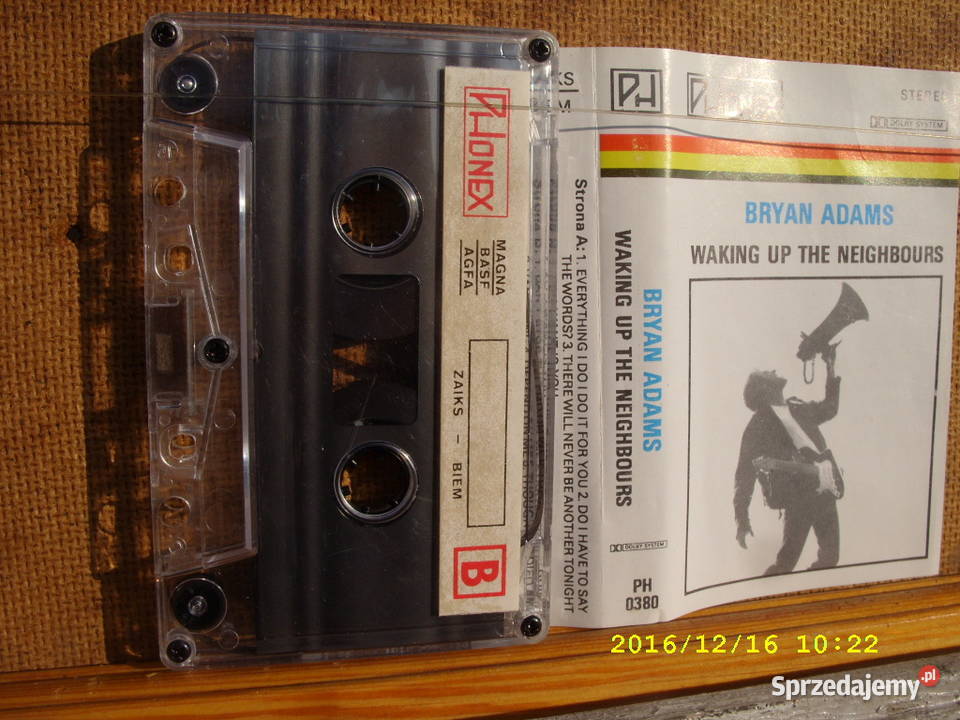 PHONEX
MAGNA
BASF
AGFA
ZAIKS – BIEM
B
KS
M
Strona A: 1. EVERYTHING I DO I DO IT FOR YOU 2. DO I HAVE TO SAY
THE WORDS? 3. THERE WILL NEVER BE ANOTHER TONIGHT
PH
BRYAN ADAMS
WAKING UP THE NEIGHBOURS
DOLBY SYSTEM
PH
0380
PHONEX
STEREO
DOLBY SYSTEM
BRYAN ADAMS
WAKING UP THE NEIGHBOURS
2016/12/16 10:22
Sprzedajemy.pl